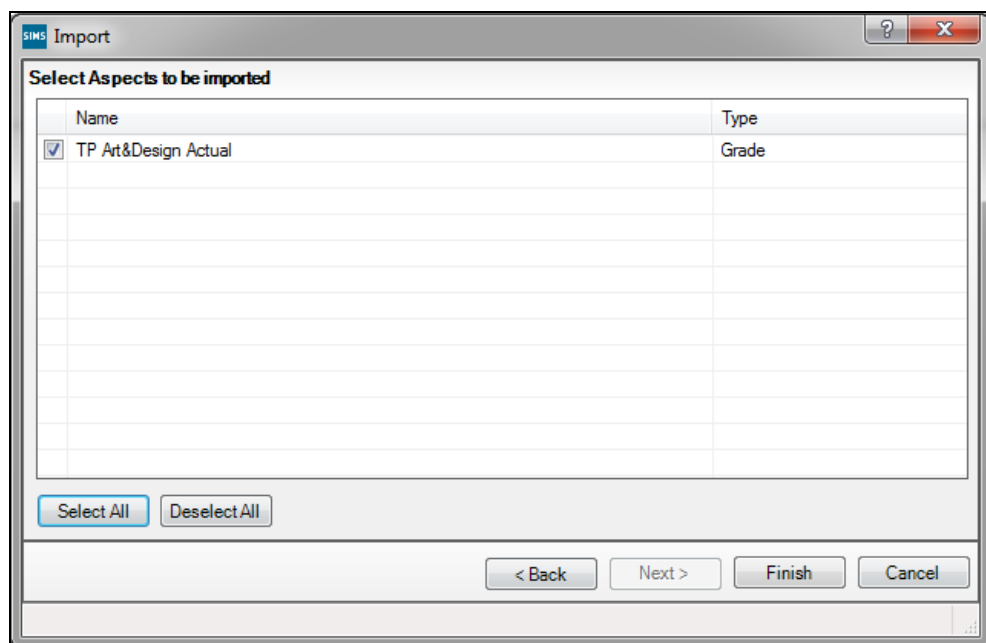 SIMS Import
Select Aspects to be imported
Name Type
TP Art&Design Actual Grade
Select All Deselect All
< Back Next > Finish Cancel